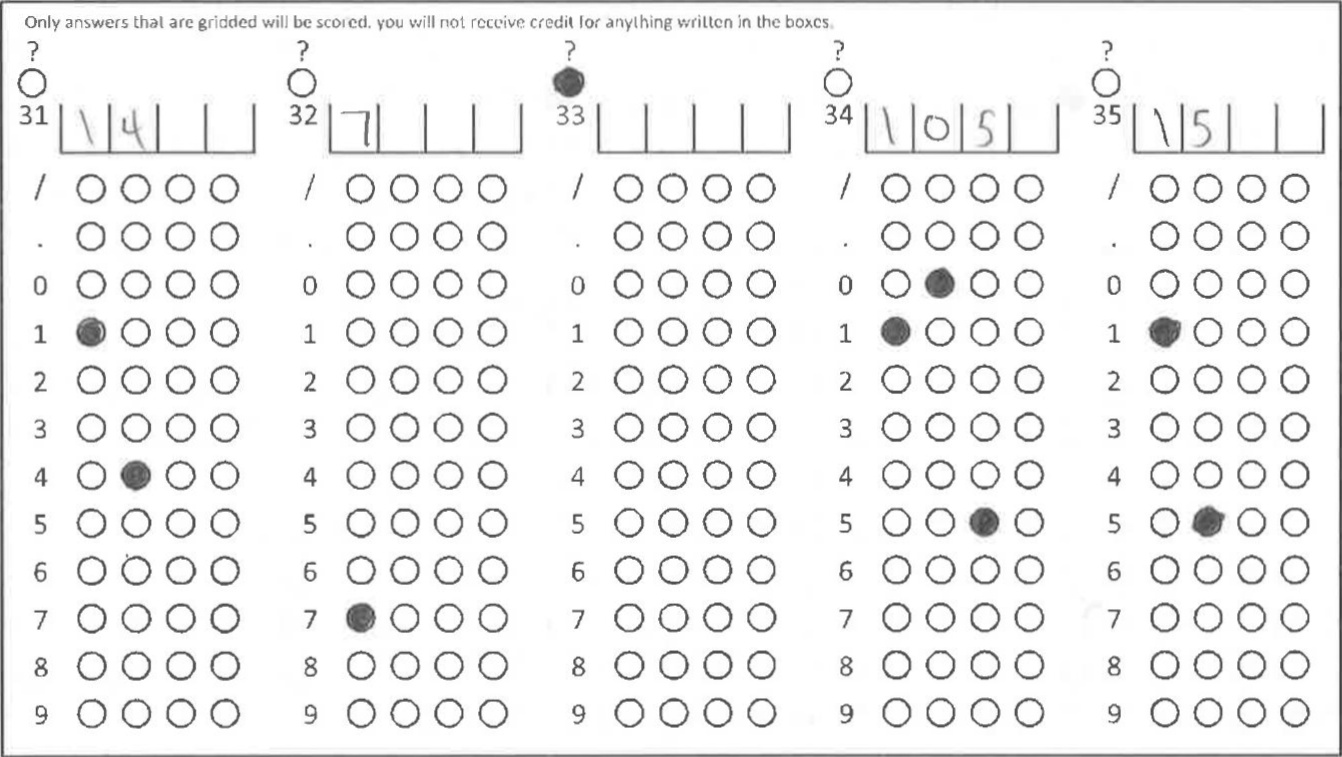 Only answers that are gridded will be scored. you will not receive credit for anything written in the boxes.
? ? ? ? ?
31 1 4 32 7 33 34 1 0 5 35 1 5
/ / / / /
. . . . .
0 0 0 0 0
1 1 1 1 1
2 2 2 2 2
3 3 3 3 3
4 4 4 4 4
5 5 5 5 5
6 6 6 6 6
7 7 7 7 7
8 8 8 8 8
9 9 9 9 9